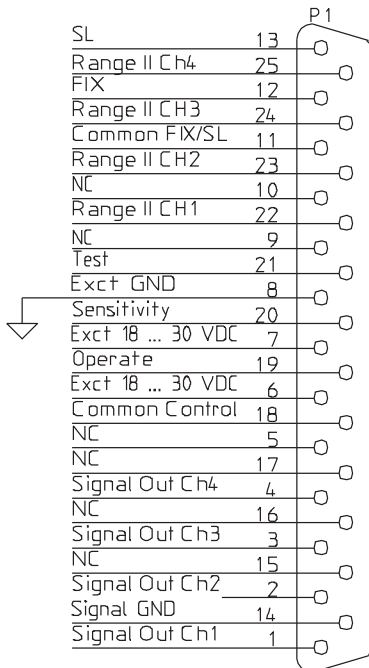 P1
SL 13
Range II Ch4 25
FIX 12
Range II CH3 24
Common FIX/SL 11
Range II CH2 23
NC 10
Range II CH1 22
NC 9
Test 21
Exct GND 8
Sensitivity 20
Exct 18 ... 30 VDC 7
Operate 19
Exct 18 ... 30 VDC 6
Common Control 18
NC 5
NC 17
Signal Out Ch4 4
NC 16
Signal Out Ch3 3
NC 15
Signal Out Ch2 2
Signal GND 14
Signal Out Ch1 1